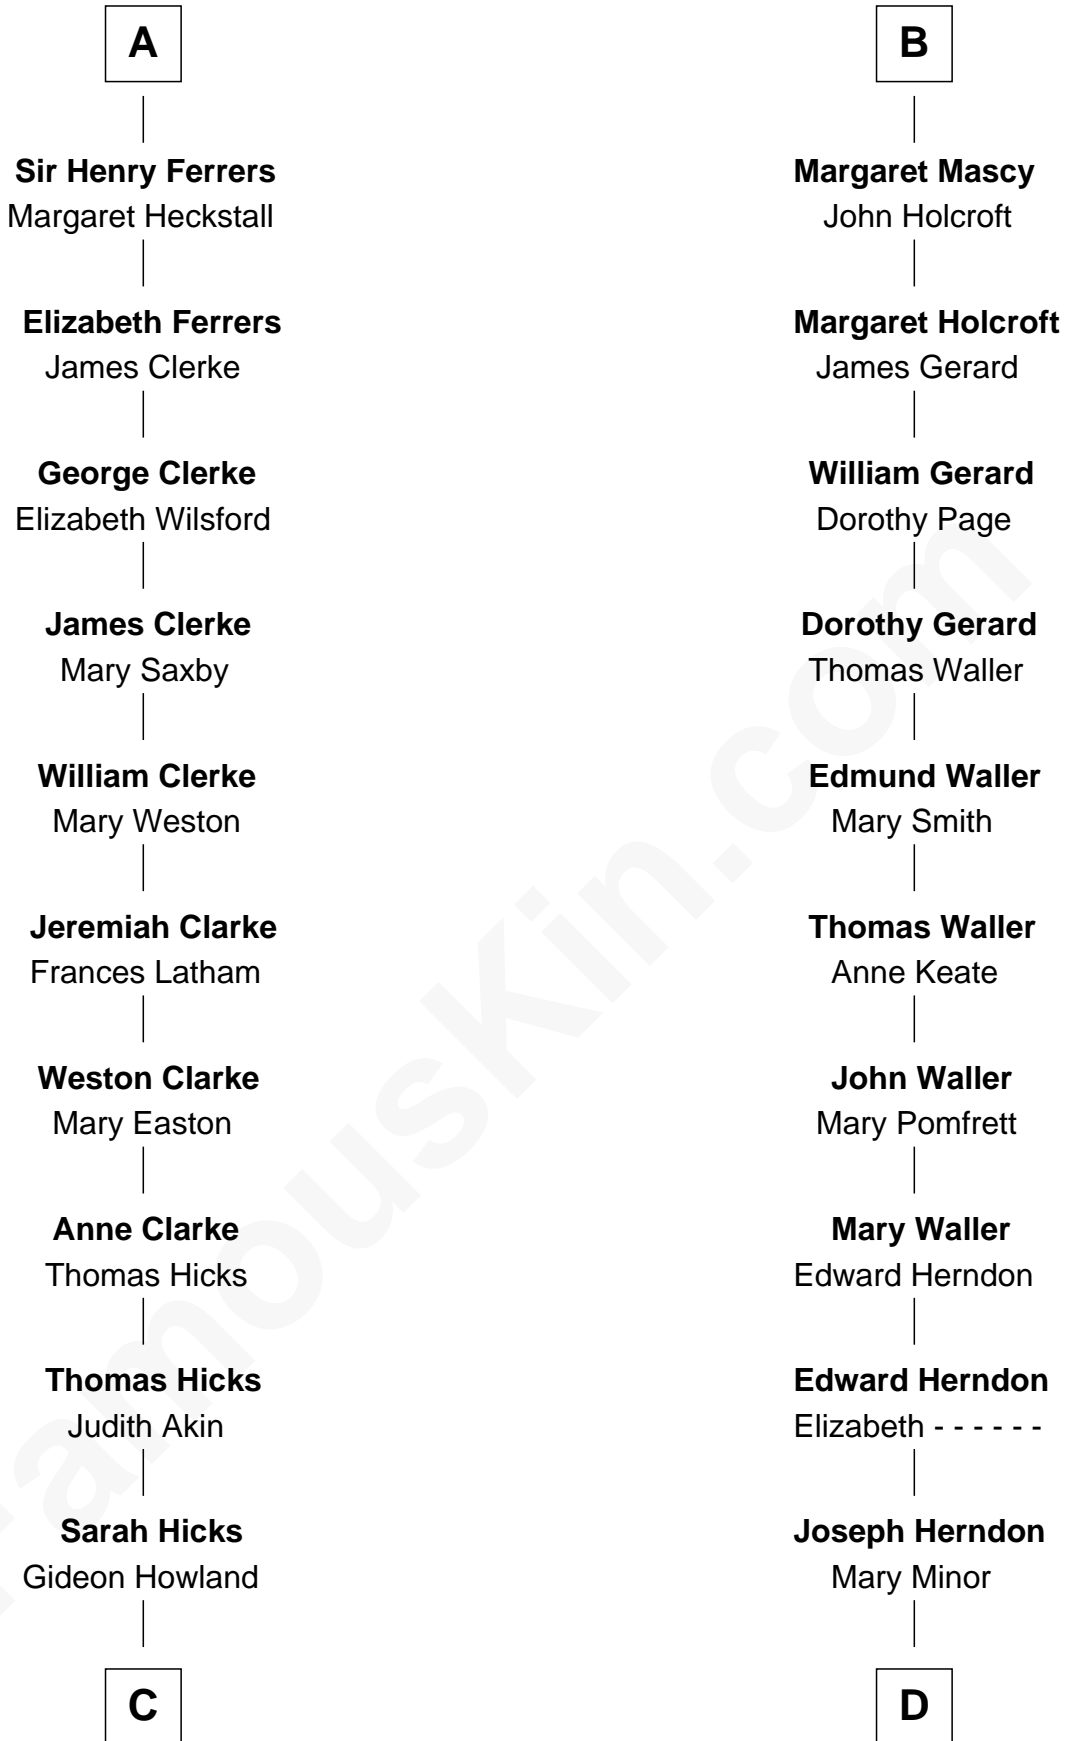 A
Sir Henry Ferrers
Margaret Heckstall
Elizabeth Ferrers
James Clerke
George Clerke
Elizabeth Wilsford
James Clerke
Mary Saxby
William Clerke
Mary Weston
Jeremiah Clarke
Frances Latham
Weston Clarke
Mary Easton
Anne Clarke
Thomas Hicks
Thomas Hicks
Judith Akin
Sarah Hicks
Gideon Howland
C
B
Margaret Mascy
John Holcroft
Margaret Holcroft
James Gerard
William Gerard
Dorothy Page
Dorothy Gerard
Thomas Waller
Edmund Waller
Mary Smith
Thomas Waller
Anne Keate
John Waller
Mary Pomfrett
Mary Waller
Edward Herndon
Edward Herndon
Elizabeth - - - - - -
Joseph Herndon
Mary Minor
D
FamousKin.com